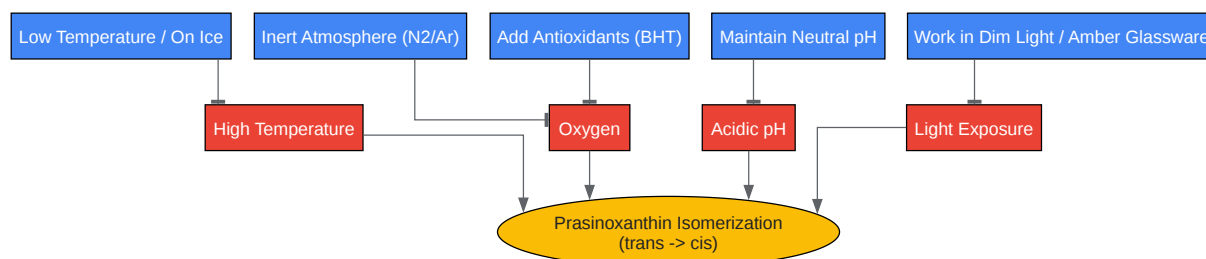 Low Temperature / On Ice
Inert Atmosphere (N2/Ar)
Add Antioxidants (BHT)
Maintain Neutral pH
Work in Dim Light / Amber Glassware
High Temperature
Oxygen
Acidic pH
Light Exposure
Prasinoxanthin Isomerization
(trans -> cis)